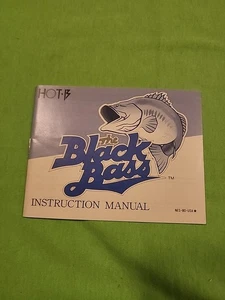 HOT·B
The
Black
Bass
TM
INSTRUCTION MANUAL